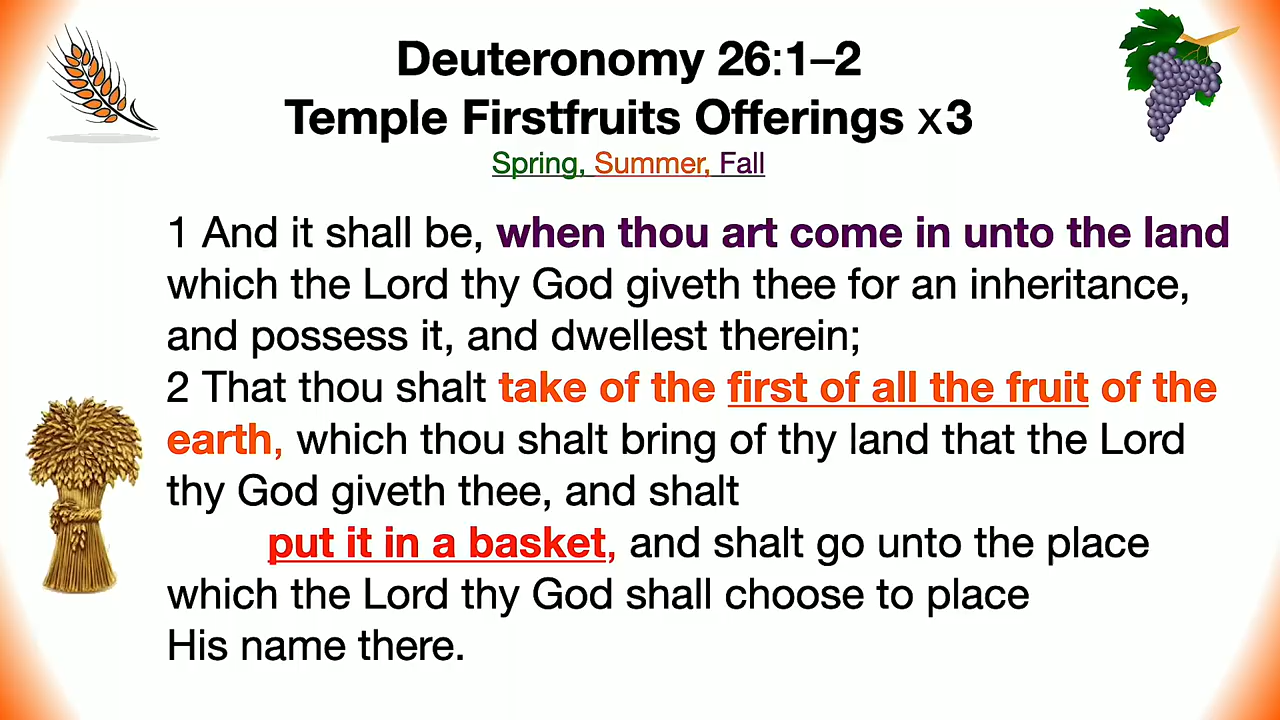 Deuteronomy 26:1–2
Temple Firstfruits Offerings x3
Spring, Summer, Fall
1 And it shall be, when thou art come in unto the land
which the Lord thy God giveth thee for an inheritance,
and possess it, and dwellest therein;
2 That thou shalt take of the first of all the fruit of the
earth, which thou shalt bring of thy land that the Lord
thy God giveth thee, and shalt
put it in a basket, and shalt go unto the place
which the Lord thy God shall choose to place
His name there.